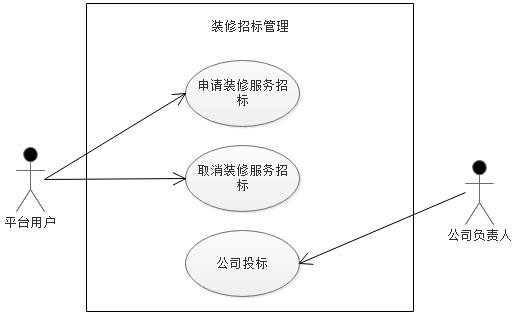 装修招标管理
申请装修服务招
标
取消装修服务招
标
平台用户
公司负责人
公司投标